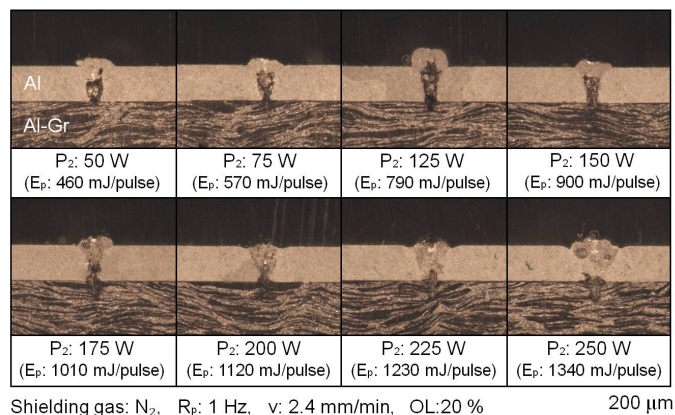 Al
Al-Gr
P₂: 50 W
(Eₚ: 460 mJ/pulse)
P₂: 75 W
(Eₚ: 570 mJ/pulse)
P₂: 125 W
(Eₚ: 790 mJ/pulse)
P₂: 150 W
(Eₚ: 900 mJ/pulse)
P₂: 175 W
(Eₚ: 1010 mJ/pulse)
P₂: 200 W
(Eₚ: 1120 mJ/pulse)
P₂: 225 W
(Eₚ: 1230 mJ/pulse)
P₂: 250 W
(Eₚ: 1340 mJ/pulse)
Shielding gas: N₂, Rₚ: 1 Hz, v: 2.4 mm/min, OL:20 %
200 μm